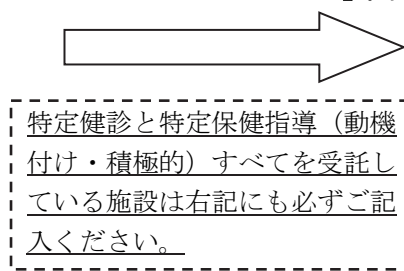 特定健診と特定保健指導（動機
付け・積極的）すべてを受託し
ている施設は右記にも必ずご記
入ください。